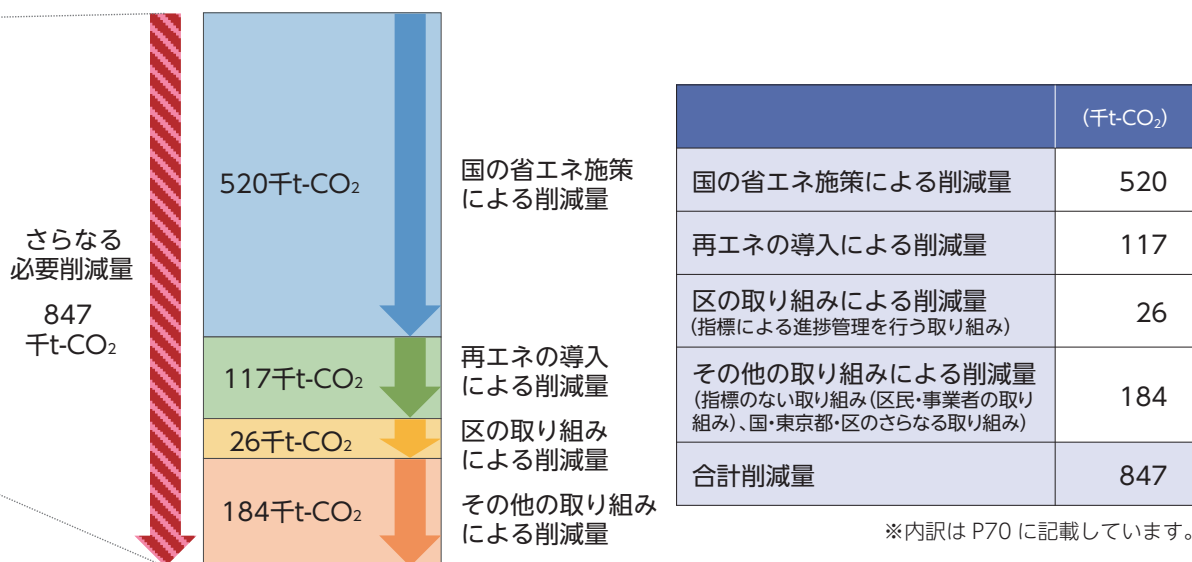 さらなる
必要削減量
847
千t-CO₂
520千t-CO₂
117千t-CO₂
26千t-CO₂
184千t-CO₂
国の省エネ施策
による削減量
再エネの導入
による削減量
区の取り組み
による削減量
その他の取り組み
による削減量
(千t-CO₂)
国の省エネ施策による削減量 520
再エネの導入による削減量 117
区の取り組みによる削減量
(指標による進捗管理を行う取り組み)
26
その他の取り組みによる削減量
(指標のない取り組み(区民・事業者の取り
組み)、国・東京都・区のさらなる取り組み)
184
合計削減量 847
※内訳は P70 に記載しています。